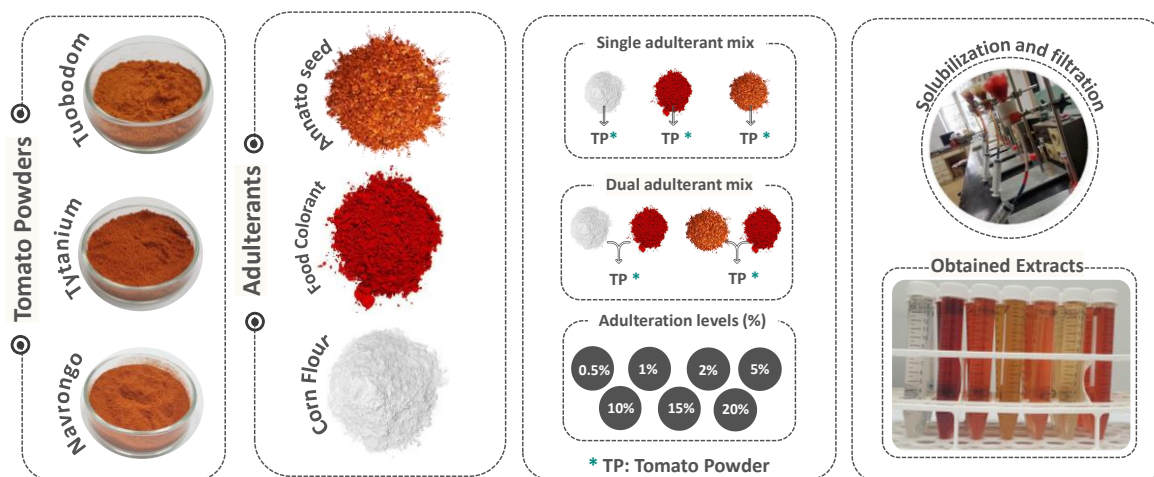 Tomato Powders
Tuobodom
Tytanium
Navrongo
Adulterants
Annatto seed
Food Colorant
Corn Flour
Single adulterant mix
TP* TP * TP *
Dual adulterant mix
TP * TP *
Adulteration levels (%)
0.5% 1% 2% 5%
10% 15% 20%
* TP: Tomato Powder
Solubilization and filtration
Obtained Extracts